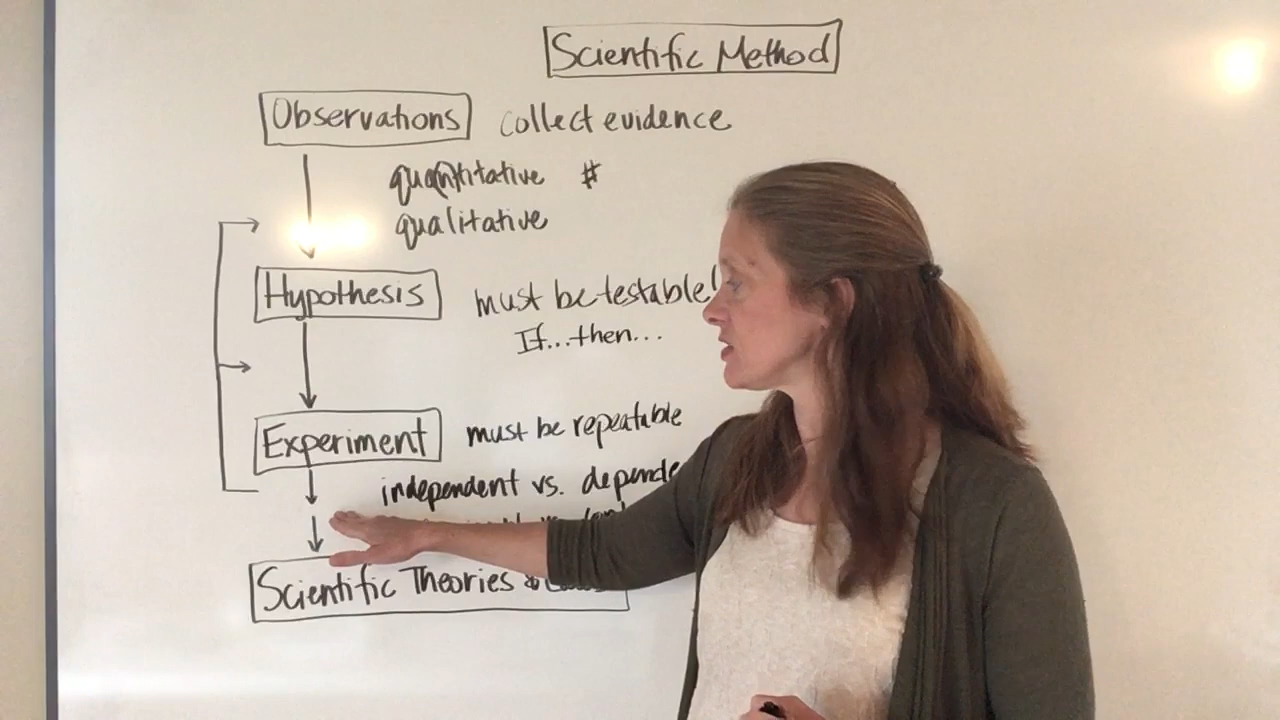 Scientific Method
Observations collect evidence
quantitative #
qualitative
Hypothesis must be testable!
If...then...
Experiment must be repeatable
independent vs. depende
Scientific Theories &